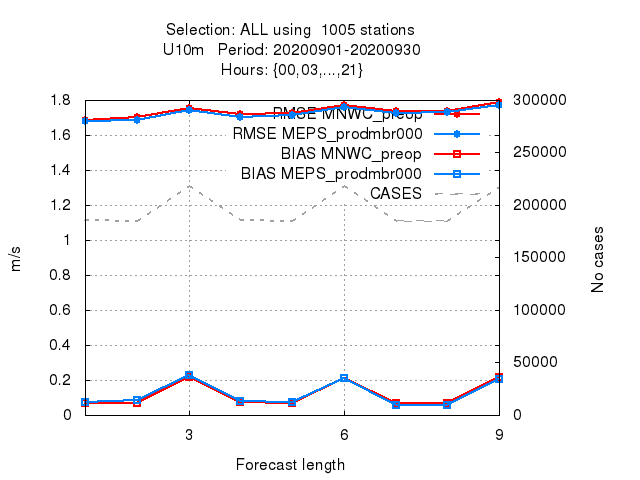 Selection: ALL using 1005 stations
U10m Period: 20200901-20200930
Hours: {00,03,...,21}
RMSE MNWC_preop
RMSE MEPS_prodmbr000
BIAS MNWC_preop
BIAS MEPS_prodmbr000
CASES
1.8
1.6
1.4
1.2
1
0.8
0.6
0.4
0.2
0
m/s
300000
250000
200000
150000
100000
50000
0
No cases
3 6 9
Forecast length